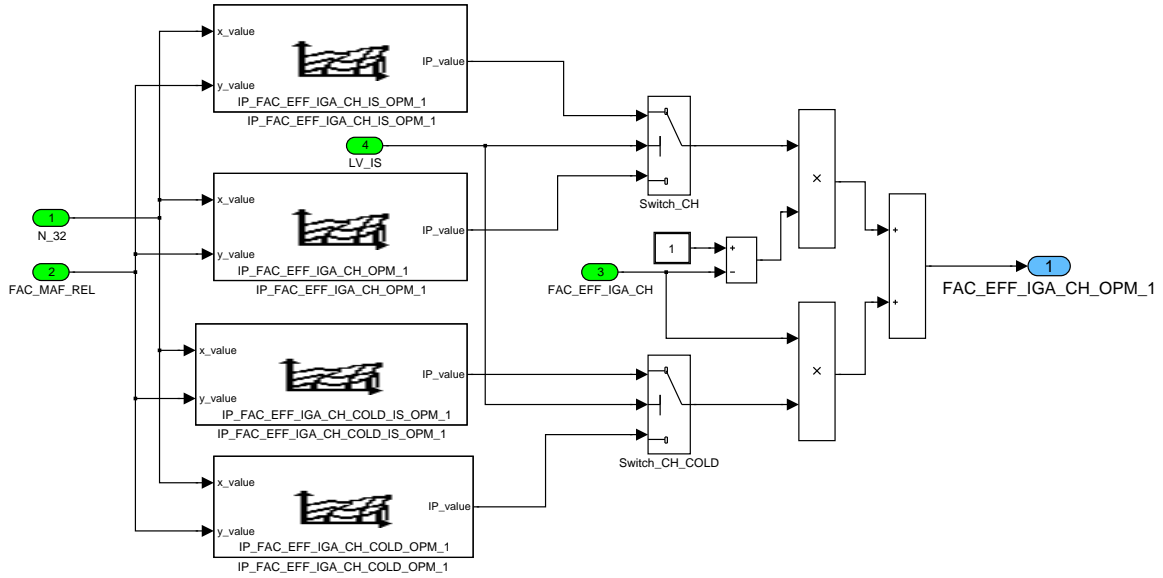 x_value
y_value
IP_value
IP_FAC_EFF_IGA_CH_IS_OPM_1
IP_FAC_EFF_IGA_CH_IS_OPM_1
4
LV_IS
x_value
y_value
IP_value
IP_FAC_EFF_IGA_CH_OPM_1
IP_FAC_EFF_IGA_CH_OPM_1
1
N_32
2
FAC_MAF_REL
Switch_CH
1
+
−
3
FAC_EFF_IGA_CH
×
×
+
+
1
FAC_EFF_IGA_CH_OPM_1
x_value
y_value
IP_value
IP_FAC_EFF_IGA_CH_COLD_IS_OPM_1
IP_FAC_EFF_IGA_CH_COLD_IS_OPM_1
Switch_CH_COLD
x_value
y_value
IP_value
IP_FAC_EFF_IGA_CH_COLD_OPM_1
IP_FAC_EFF_IGA_CH_COLD_OPM_1